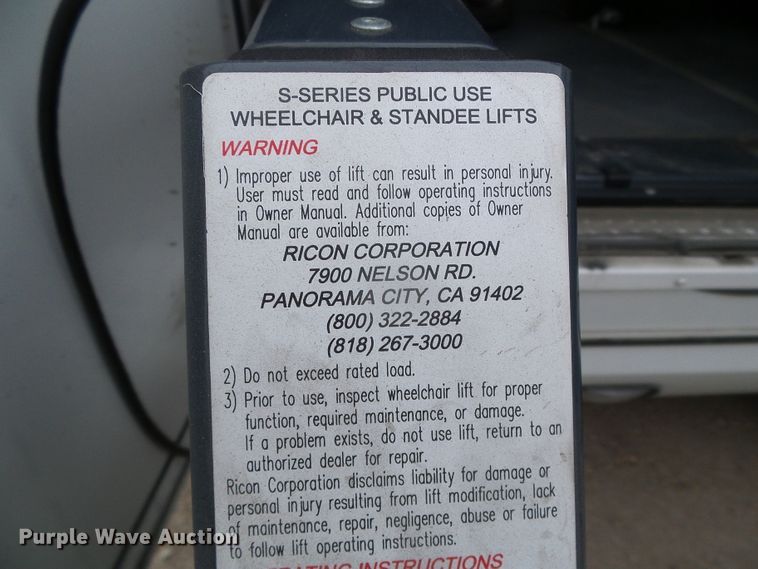 S-SERIES PUBLIC USE
WHEELCHAIR & STANDEE LIFTS
WARNING
1) Improper use of lift can result in personal injury.
User must read and follow operating instructions
in Owner Manual. Additional copies of Owner
Manual are available from:
RICON CORPORATION
7900 NELSON RD.
PANORAMA CITY, CA 91402
(800) 322-2884
(818) 267-3000
2) Do not exceed rated load.
3) Prior to use, inspect wheelchair lift for proper
function, required maintenance, or damage.
If a problem exists, do not use lift, return to an
authorized dealer for repair.
Ricon Corporation disclaims liability for damage or
personal injury resulting from lift modification, lack
of maintenance, repair, negligence, abuse or failure
to follow lift operating instructions.
OPERATING INSTRUCTIONS
Purple Wave Auction